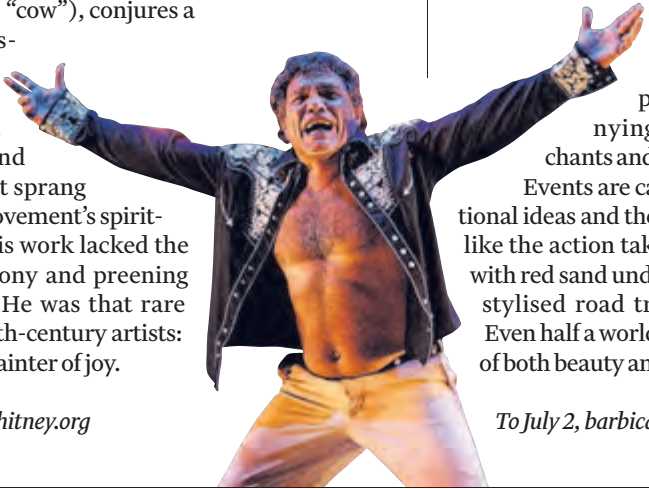 “cow”), conjures a
s-
nd
t sprang
ovement’s spirit-
is work lacked the
ony and preening
He was that rare
th-century artists:
ainter of joy.
hitney.org
p
nying
chants and
Events are ca
tional ideas and the
like the action tak
with red sand und
stylised road tr
Even half a world
of both beauty an
To July 2, barbica